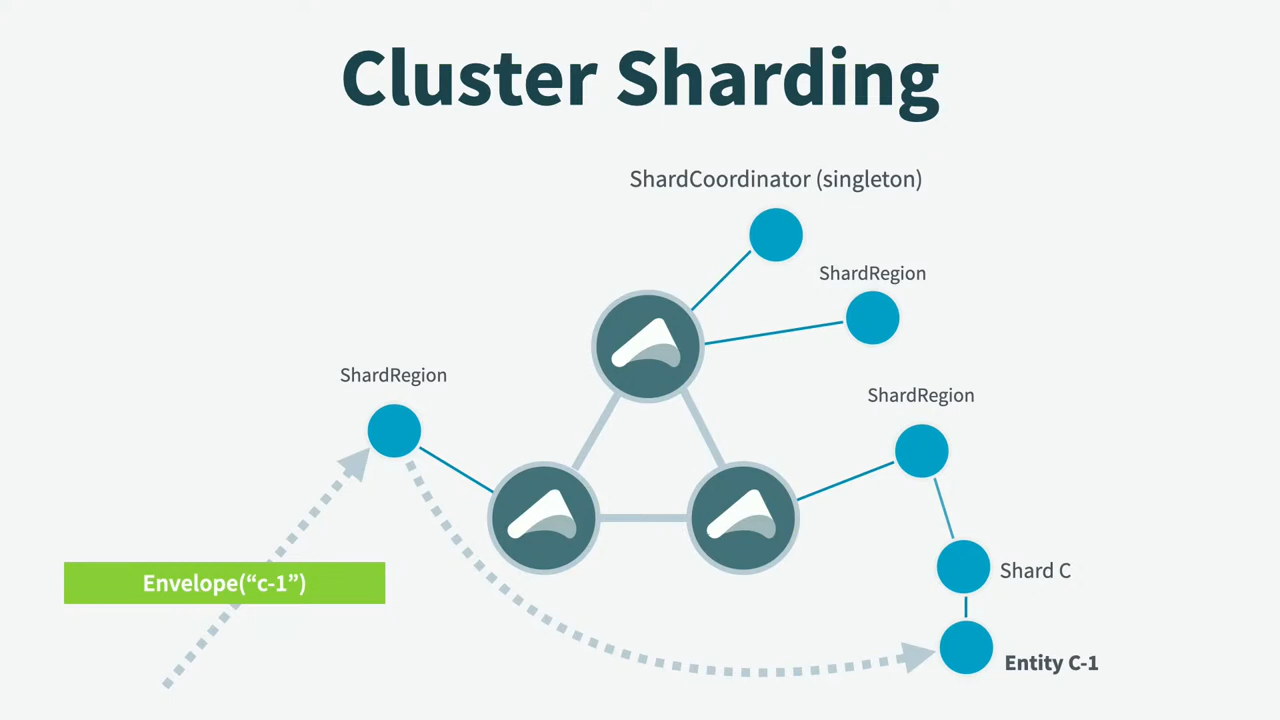 Cluster Sharding
ShardCoordinator (singleton)
ShardRegion
ShardRegion
ShardRegion
Envelope(“c-1”)
Shard C
Entity C-1